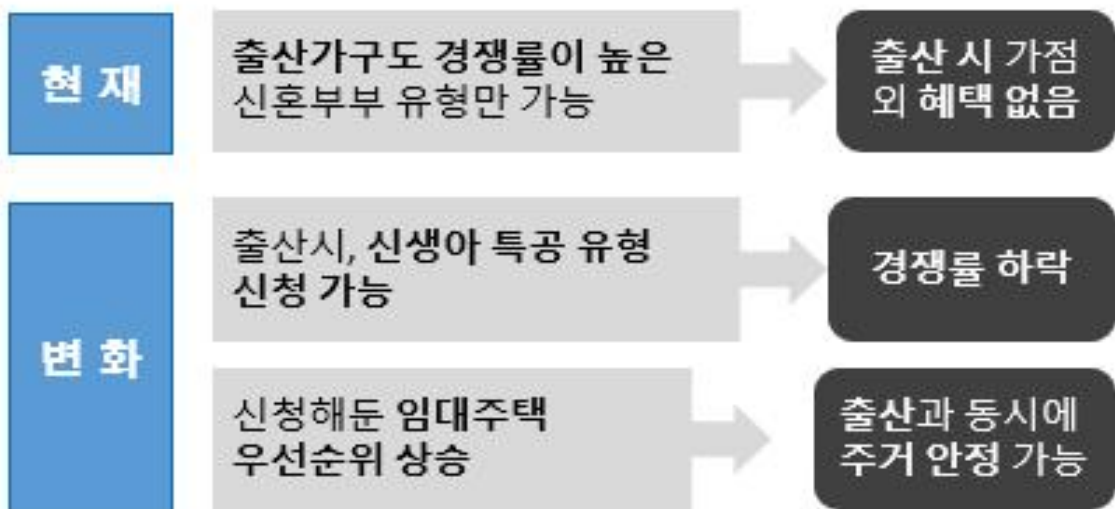 현 재
출산가구도 경쟁률이 높은
신혼부부 유형만 가능
출산 시 가점
외 혜택 없음
변 화
출산시, 신생아 특공 유형
신청 가능
경쟁률 하락
신청해둔 임대주택
우선순위 상승
출산과 동시에
주거 안정 가능